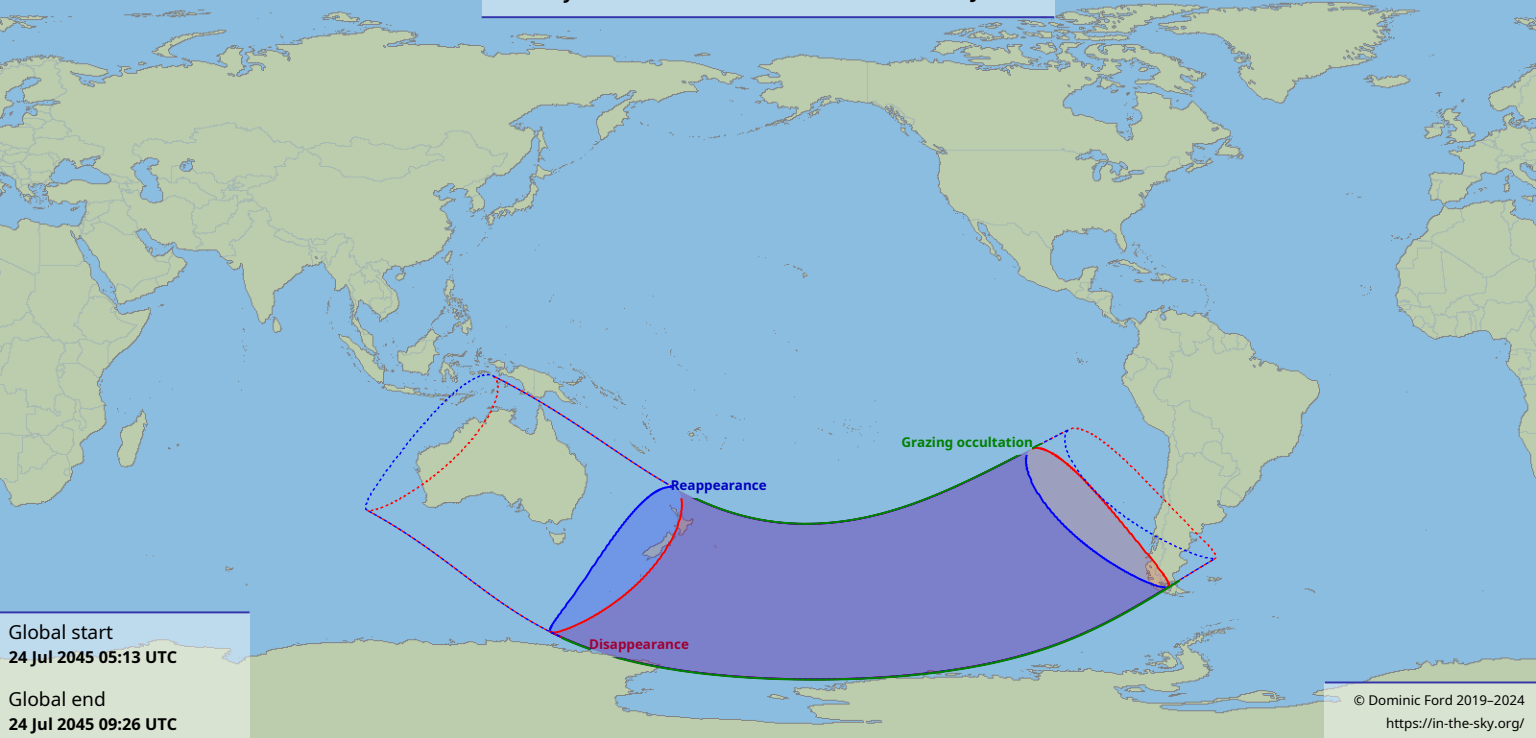 Grazing occultation
Reappearance
Disappearance
Global start
24 Jul 2045 05:13 UTC
Global end
24 Jul 2045 09:26 UTC
© Dominic Ford 2019–2024
https://in-the-sky.org/